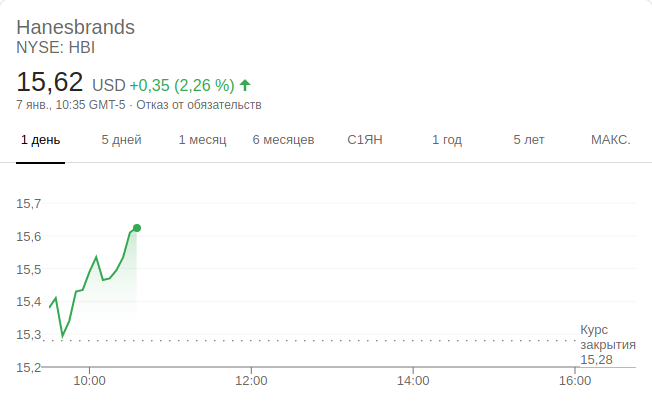 Hanesbrands
NYSE: HBI
15,62 USD +0,35 (2,26 %)
7 янв., 10:35 GMT-5 · Отказ от обязательств
1 день 5 дней 1 месяц 6 месяцев С1ЯН 1 год 5 лет МАКС.
15,7
15,6
15,5
15,4
15,3
15,2
Курс
закрытия
15,28
10:00 12:00 14:00 16:00